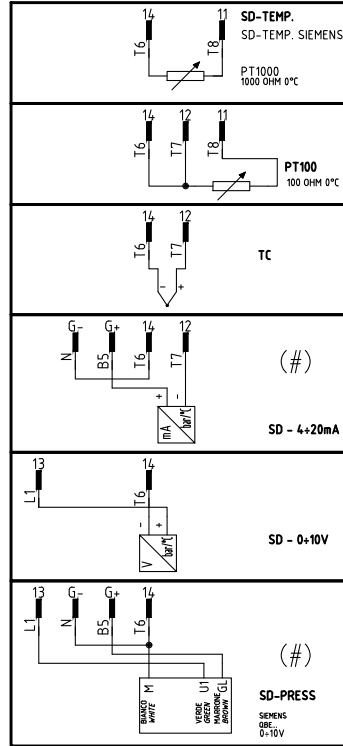 14 11 SD-TEMP.
SD-TEMP. SIEMENS
T6 T8
PT1000
1000 OHM 0°C
14 12 11
T6 T7 T8
PT100
100 OHM 0°C
14 12
T6 T7
TC
- +
G- G+ 14 12
N B5 T6 T7
(#)
+ -
mA bar/°C
SD - 4÷20mA
13 14
L1 T6
- +
V bar/°C
SD - 0÷10V
13 G- G+ 14
L1 N B5 T6
(#)
M U1 GL
BIANCO VERDE MARRONE
WHITE GREEN BROWN
SD-PRESS
SIEMENS
QBE...
0÷10V